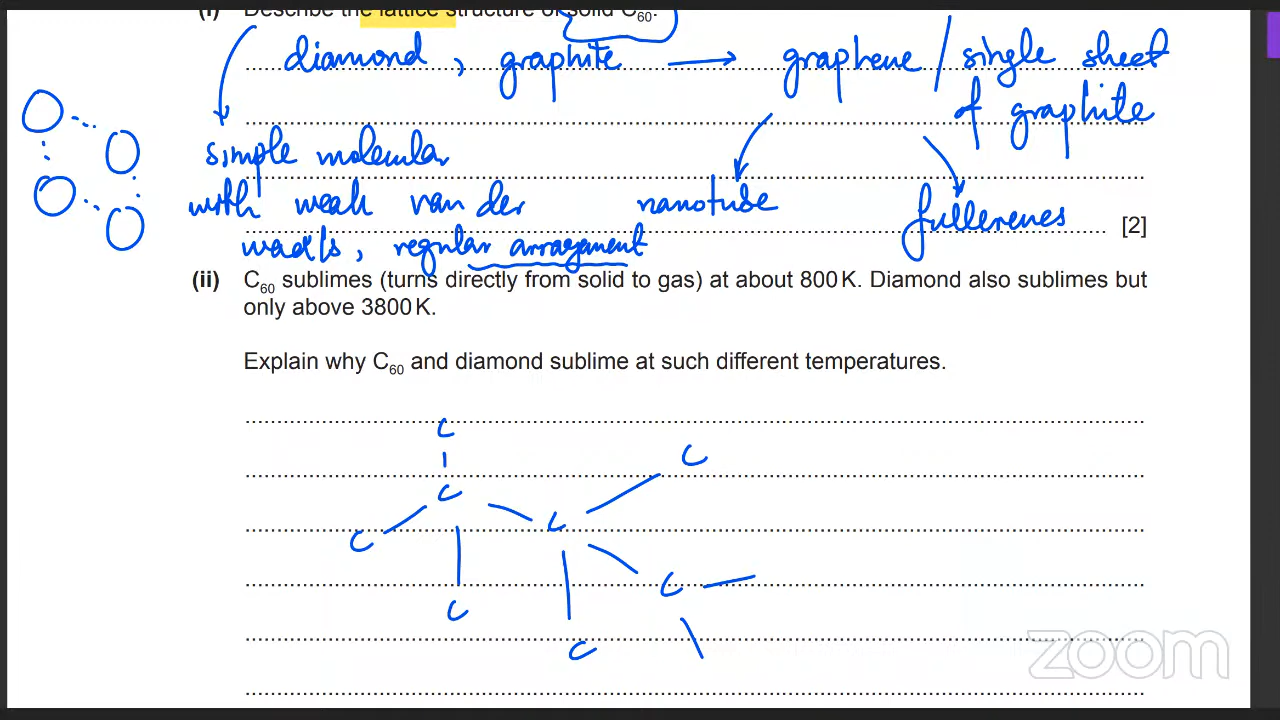 (i) Describe the lattice structure of solid C60.
diamond, graphite → graphene / single sheet
of graphite
simple molecular
with weak van der nanotube fullerenes
[2]
waal's, regular arragement
(ii) C60 sublimes (turns directly from solid to gas) at about 800 K. Diamond also sublimes but
only above 3800 K.
Explain why C60 and diamond sublime at such different temperatures.
C
C
C
C
C
C
C
C
zoom